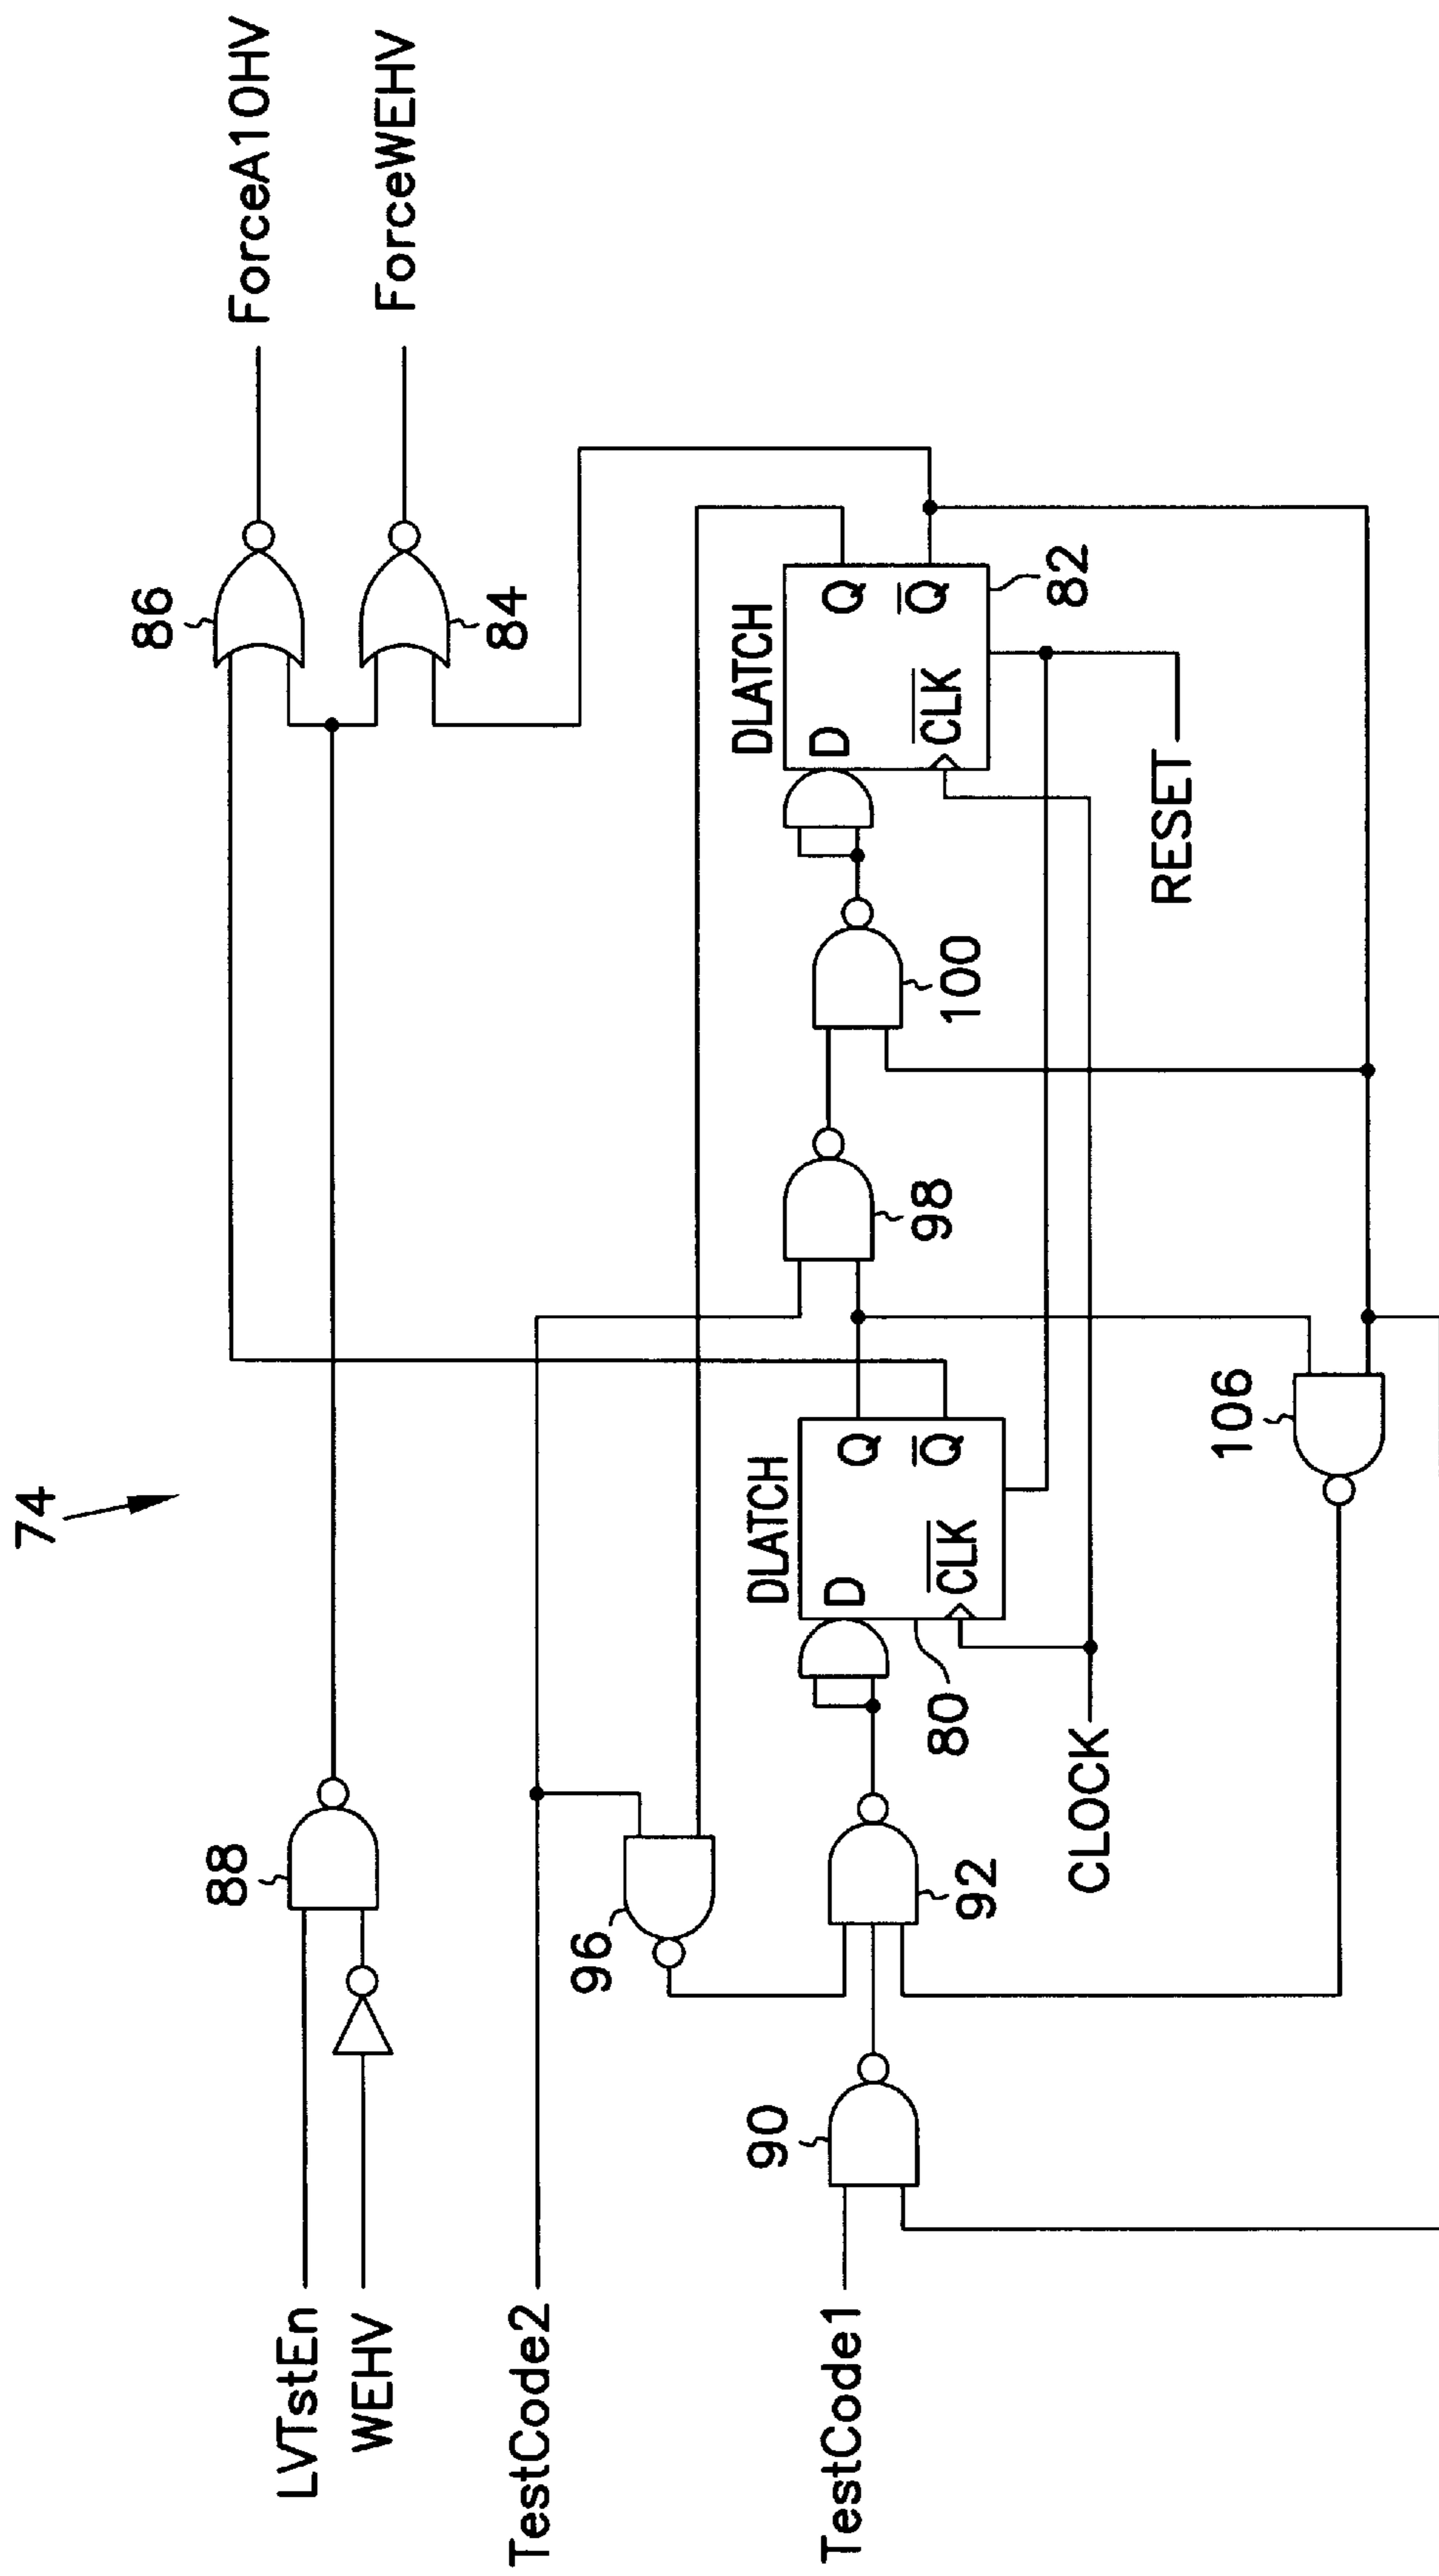 74
86
ForceA10HV
84
ForceWEHV
88
LVTstEn
WEHV
TestCode2
96
TestCode1
90
92
DLATCH
D
Q
Q
CLK
80
98
100
DLATCH
D
Q
Q
CLK
82
CLOCK
RESET
106